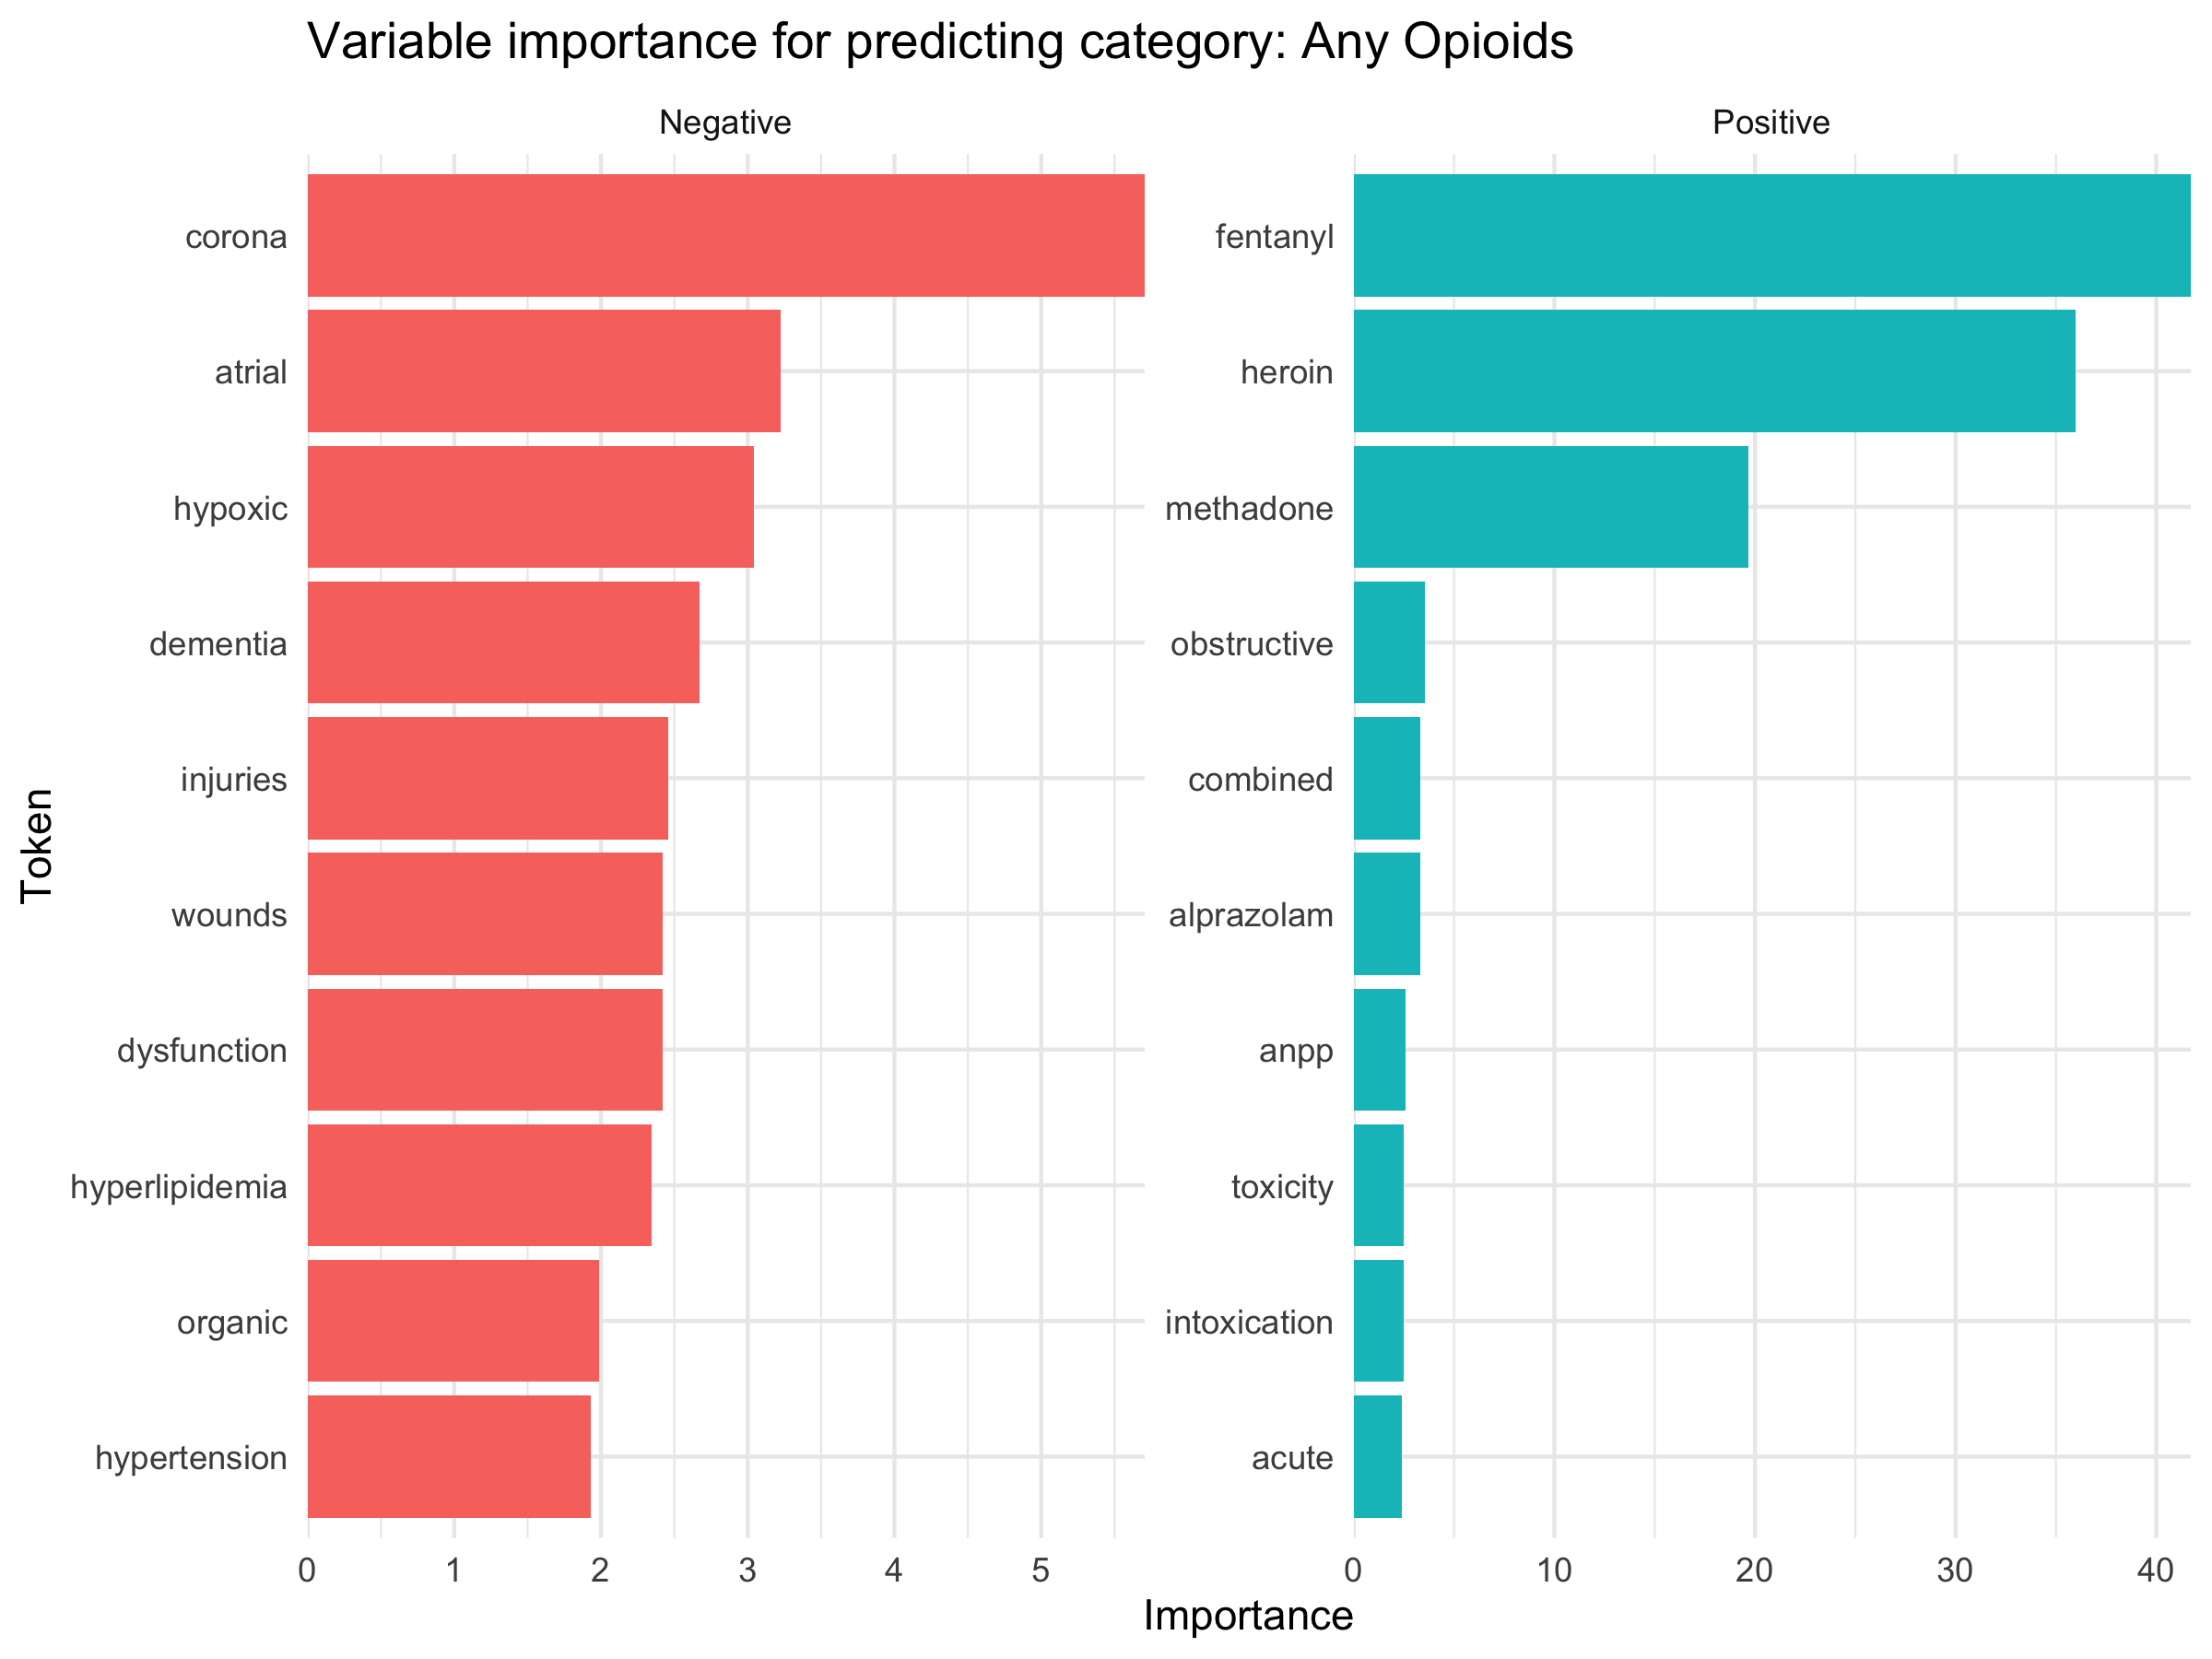 Variable importance for predicting category: Any Opioids
Negative
Positive
Token
corona
atrial
hypoxic
dementia
injuries
wounds
dysfunction
hyperlipidemia
organic
hypertension
fentanyl
heroin
methadone
obstructive
combined
alprazolam
anpp
toxicity
intoxication
acute
0 1 2 3 4 5
0 10 20 30 40
Importance